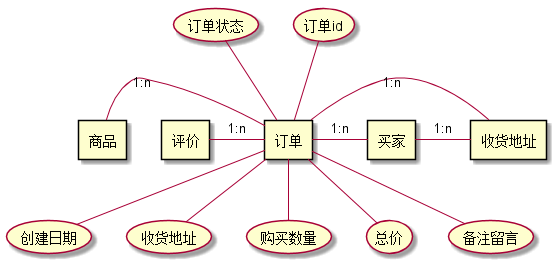 订单状态
订单id
1:n
1:n
商品
评价
1:n
订单
1:n
买家
1:n
收货地址
创建日期
收货地址
购买数量
总价
备注留言